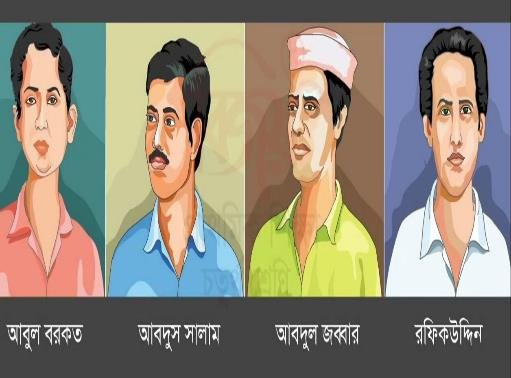 আবুল বরকত
আবদুস সালাম
আবদুল জব্বার
রফিকউদ্দিন